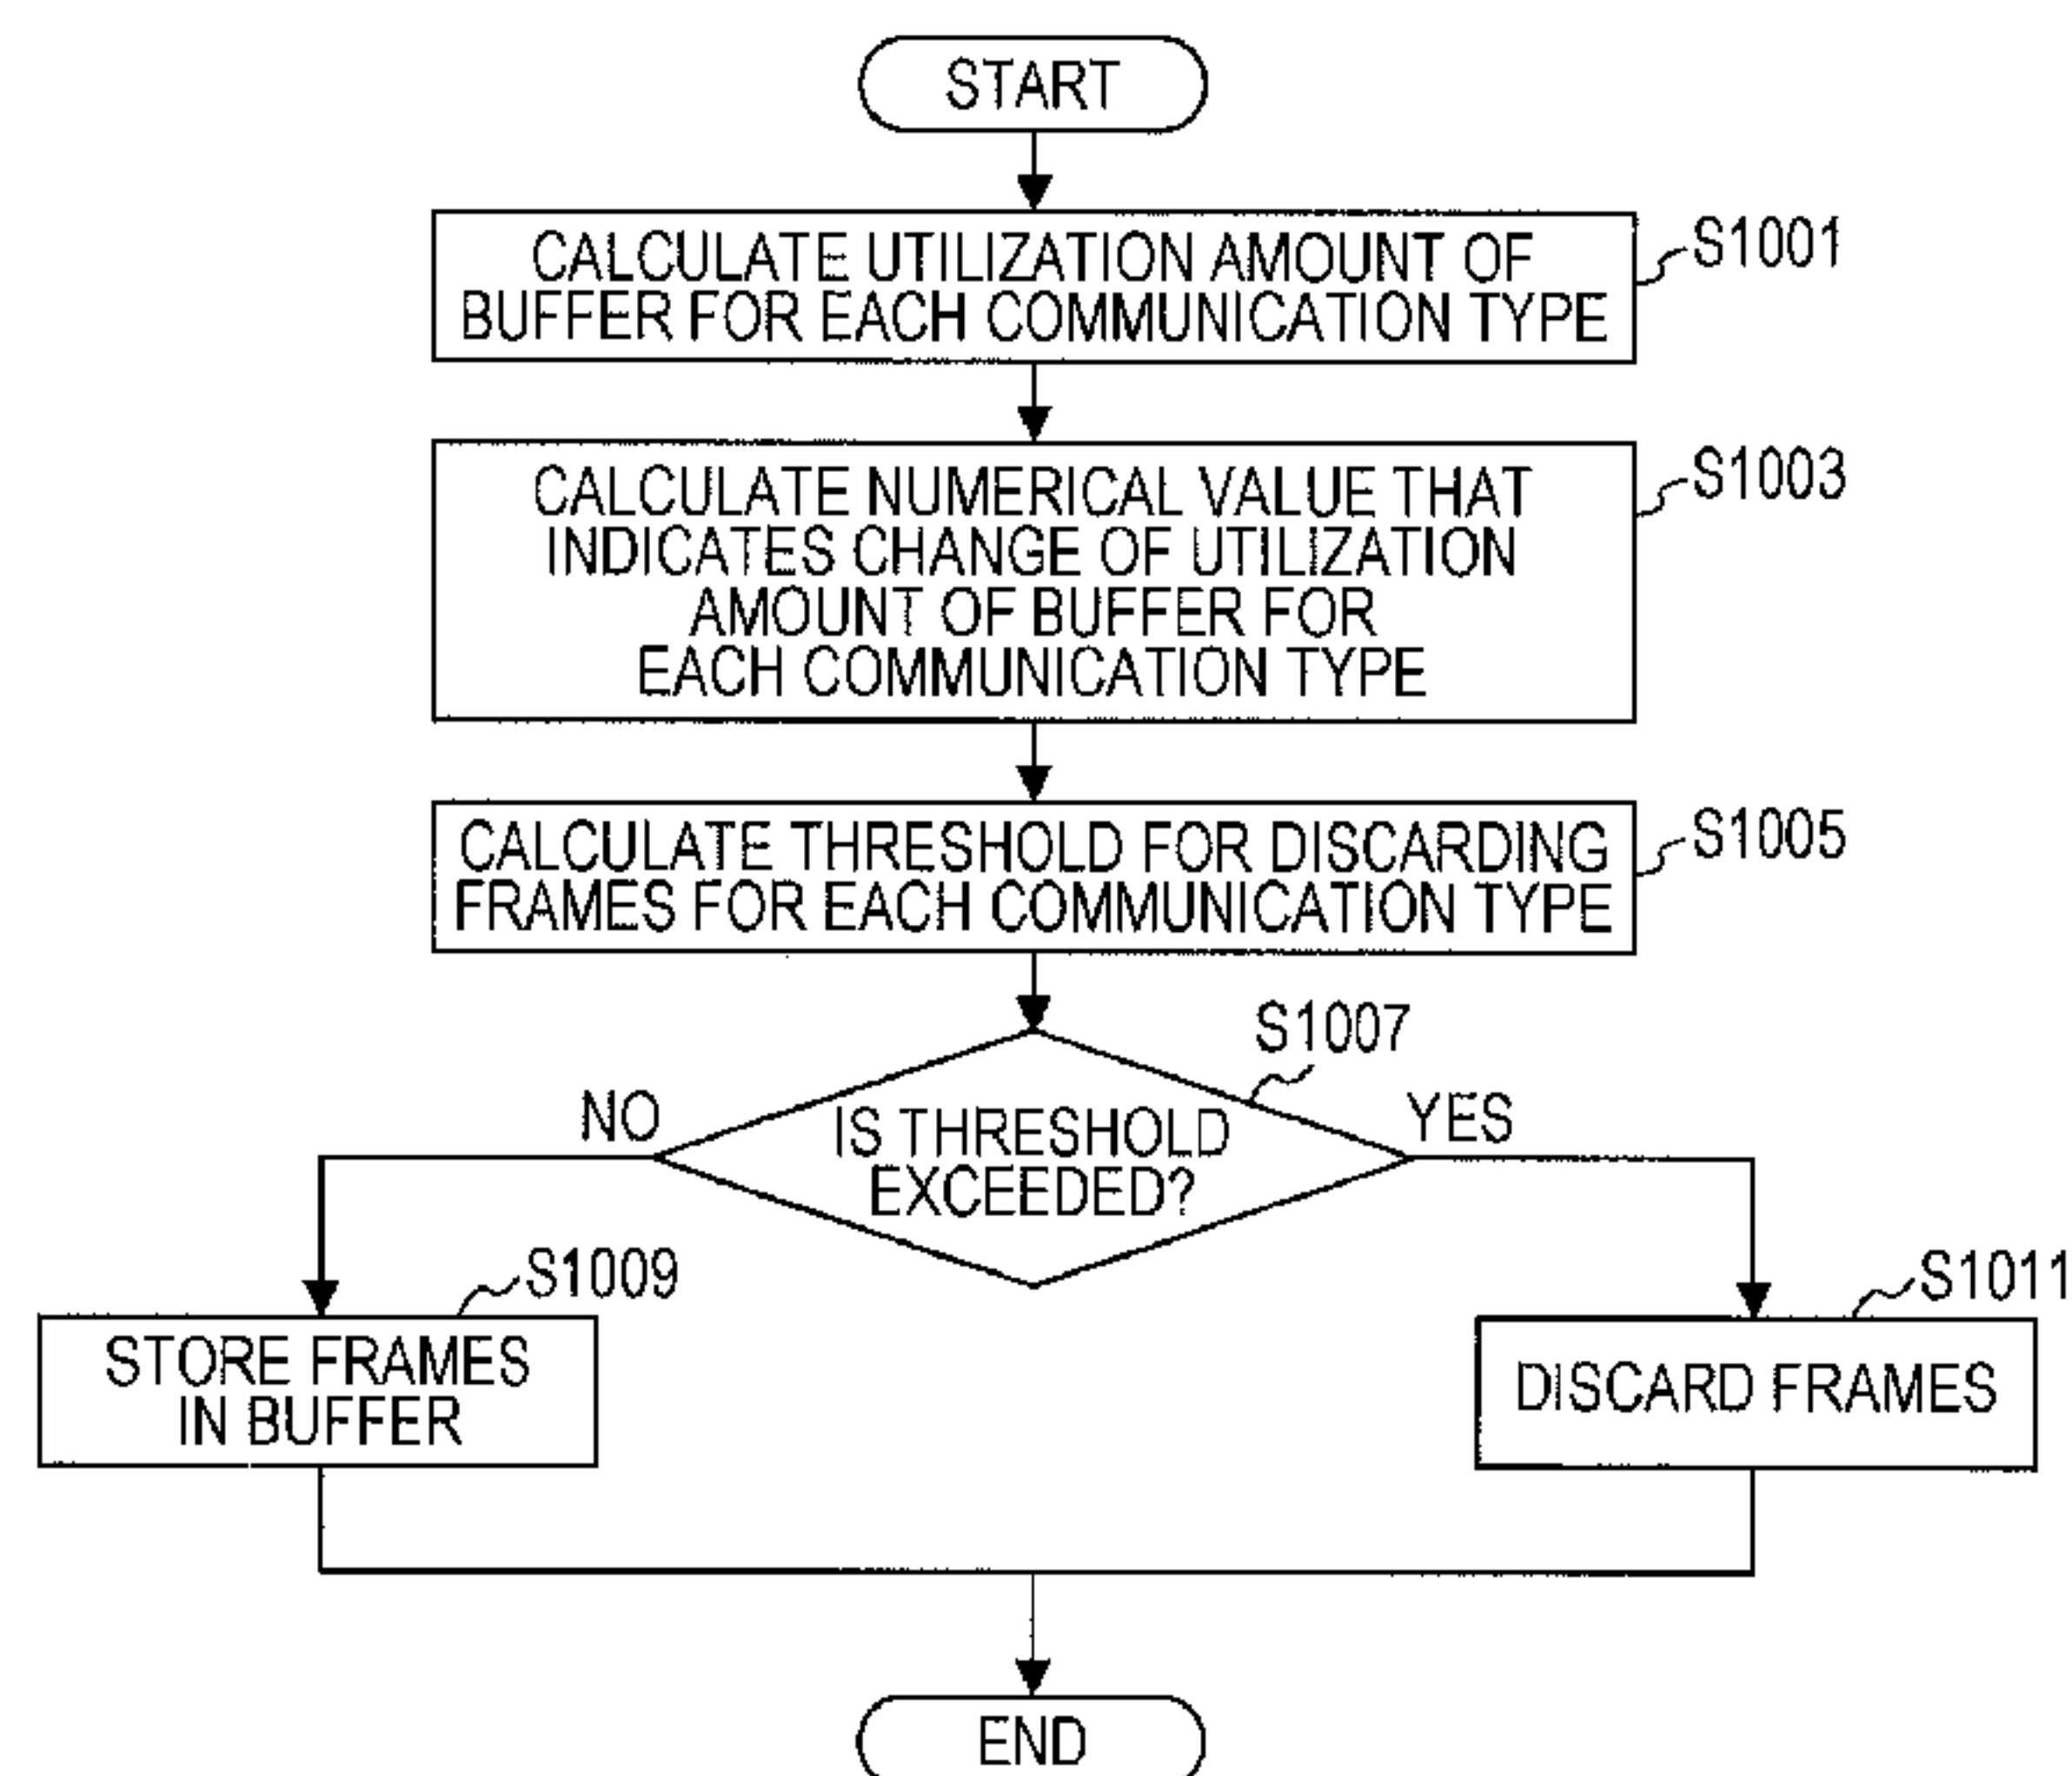 START
CALCULATE UTILIZATION AMOUNT OF
BUFFER FOR EACH COMMUNICATION TYPE
S1001
CALCULATE NUMERICAL VALUE THAT
INDICATES CHANGE OF UTILIZATION
AMOUNT OF BUFFER FOR
EACH COMMUNICATION TYPE
S1003
CALCULATE THRESHOLD FOR DISCARDING
FRAMES FOR EACH COMMUNICATION TYPE
S1005
S1007
NO
IS THRESHOLD
EXCEEDED?
YES
S1009
STORE FRAMES
IN BUFFER
S1011
DISCARD FRAMES
END